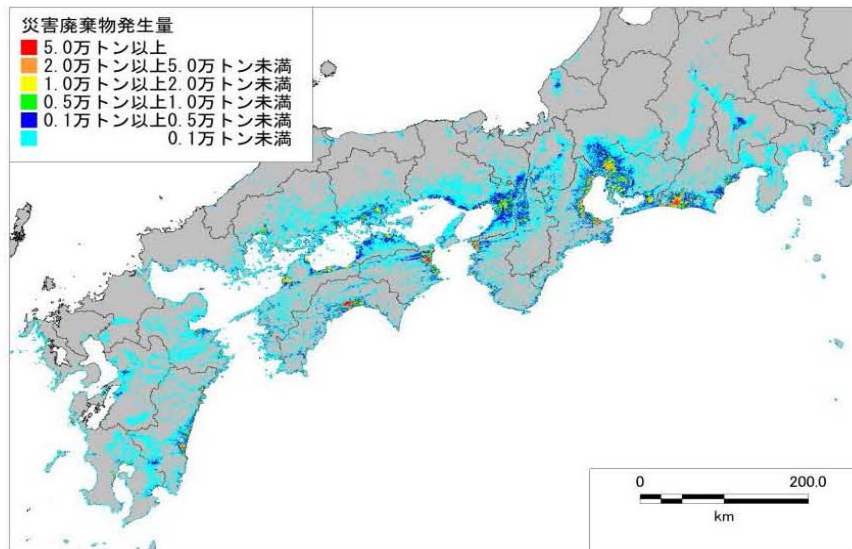 災害廃棄物発生量
5.0万トン以上
2.0万トン以上5.0万トン未満
1.0万トン以上2.0万トン未満
0.5万トン以上1.0万トン未満
0.1万トン以上0.5万トン未満
0.1万トン未満
0 200.0
km